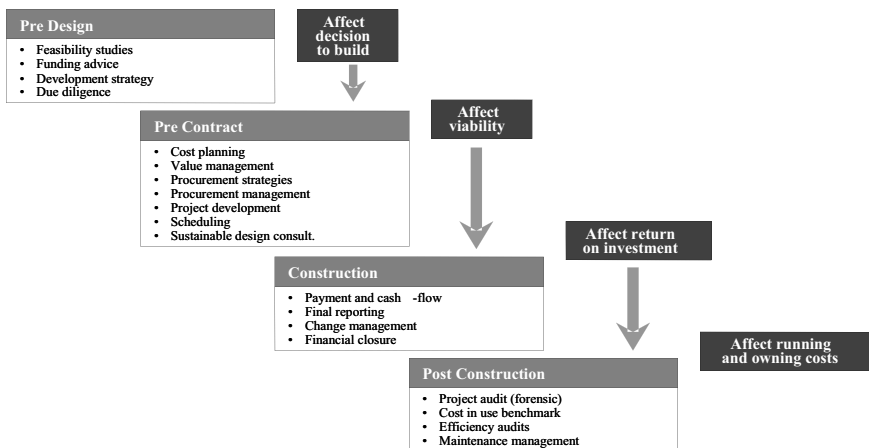 Pre Design
• Feasibility studies
• Funding advice
• Development strategy
• Due diligence
Affect
decision
to build
Pre Contract
• Cost planning
• Value management
• Procurement strategies
• Procurement management
• Project development
• Scheduling
• Sustainable design consult.
Affect
viability
Construction
• Payment and cash -flow
• Final reporting
• Change management
• Financial closure
Affect return
on investment
Post Construction
• Project audit (forensic)
• Cost in use benchmark
• Efficiency audits
• Maintenance management
Affect running
and owning costs